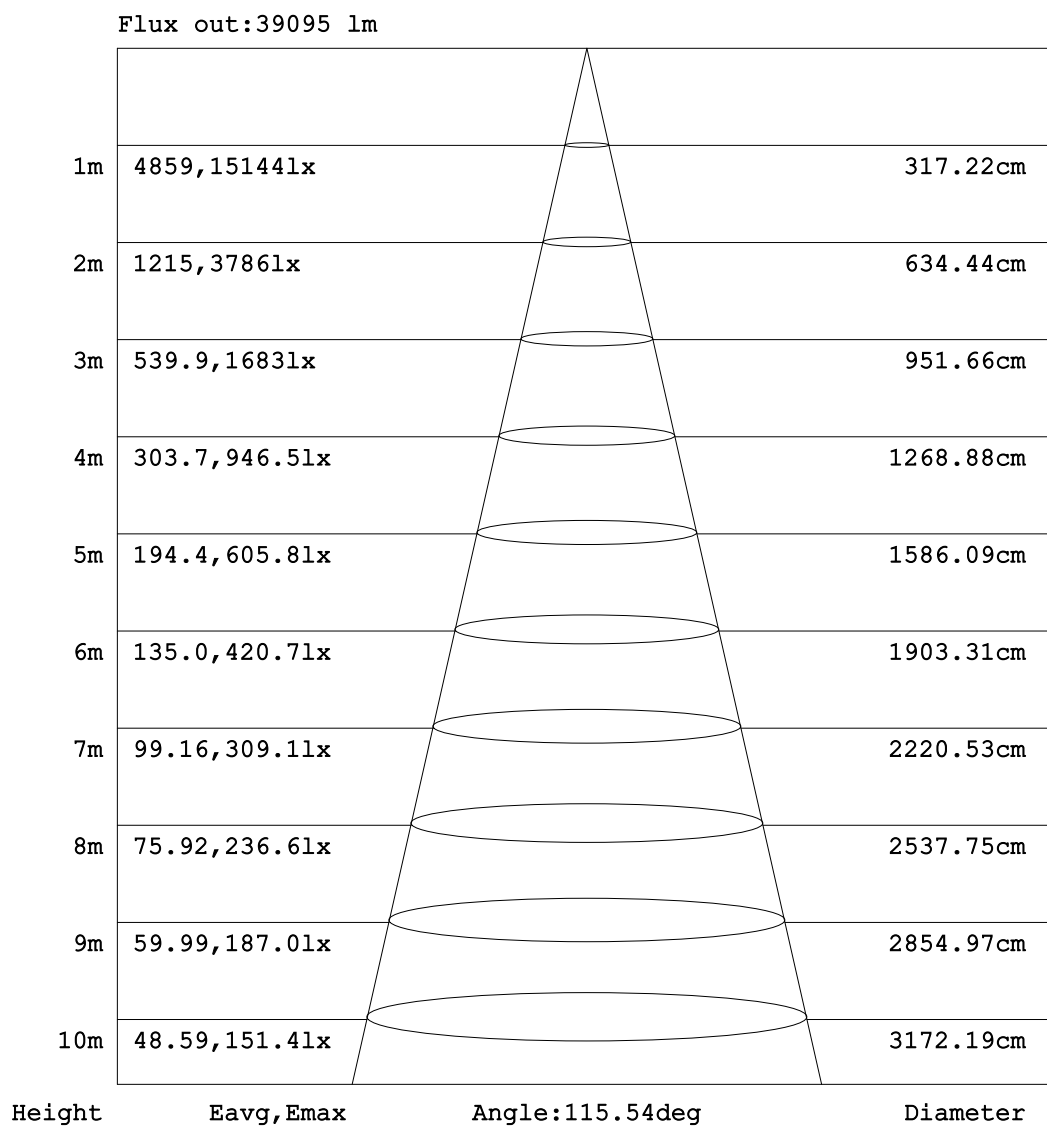 Flux out:39095 lm
1m 4859,15144lx 317.22cm
2m 1215,3786lx 634.44cm
3m 539.9,1683lx 951.66cm
4m 303.7,946.5lx 1268.88cm
5m 194.4,605.8lx 1586.09cm
6m 135.0,420.7lx 1903.31cm
7m 99.16,309.1lx 2220.53cm
8m 75.92,236.6lx 2537.75cm
9m 59.99,187.0lx 2854.97cm
10m 48.59,151.4lx 3172.19cm
Height Eavg,Emax Angle:115.54deg Diameter